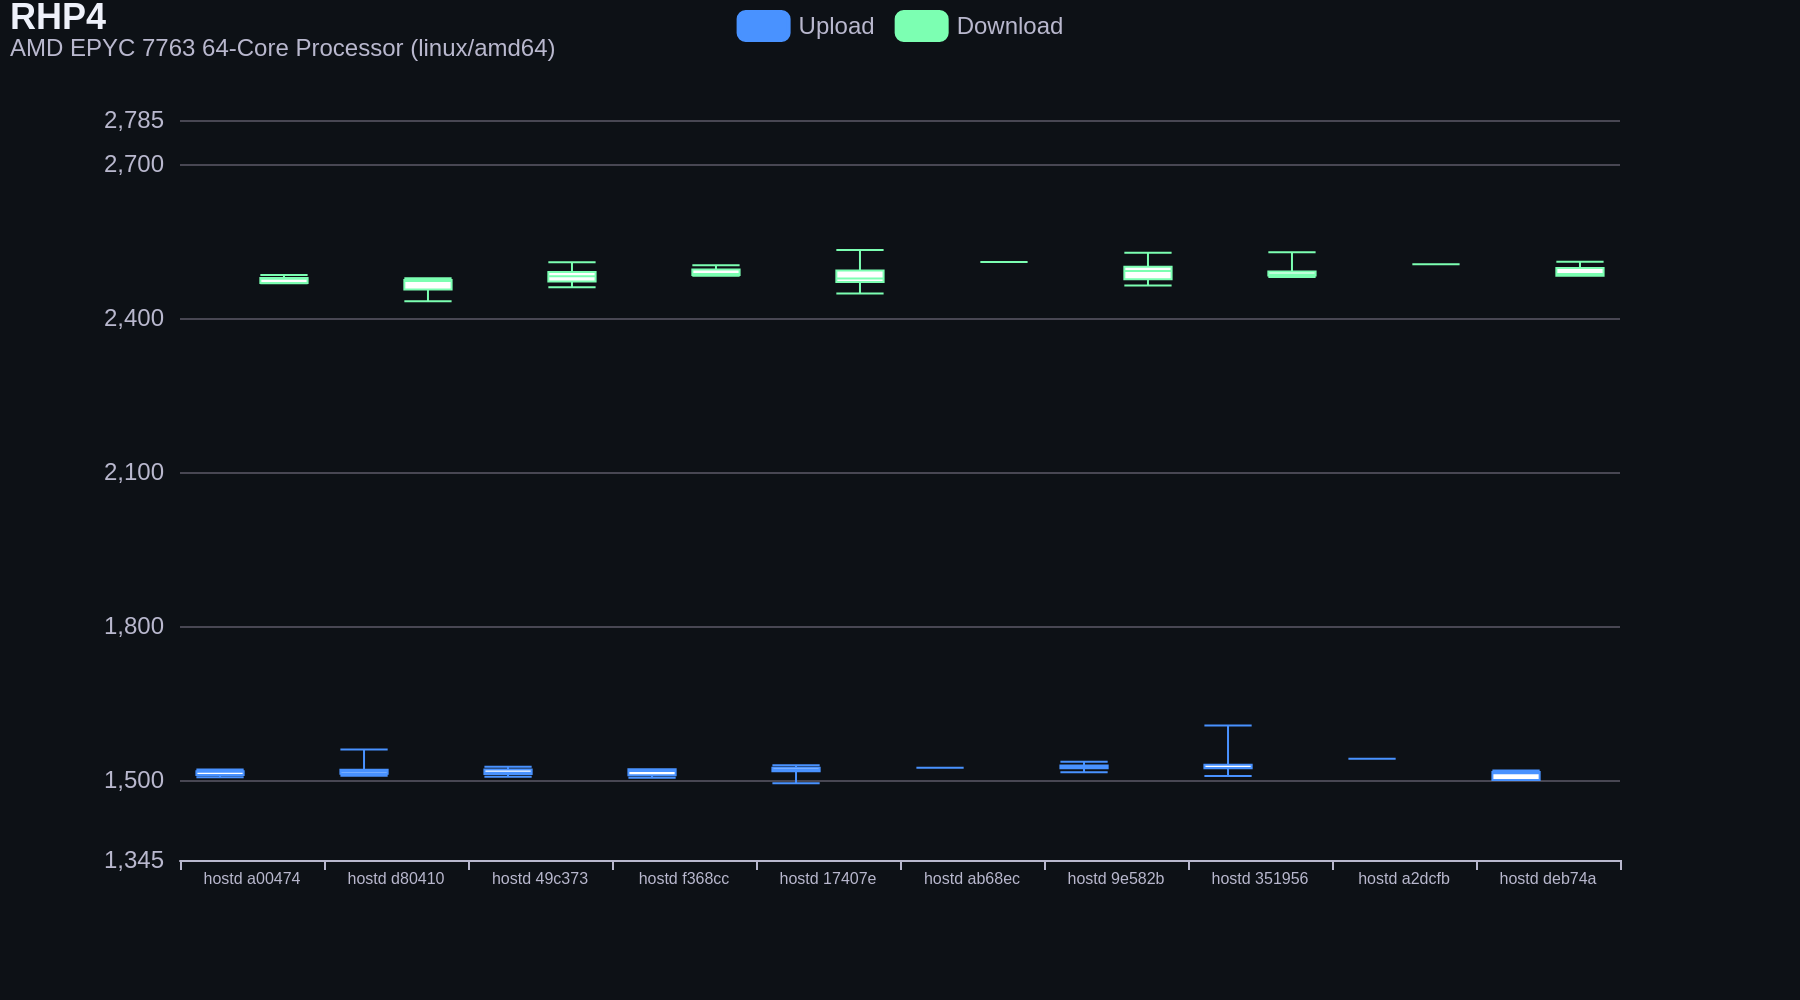 RHP4
AMD EPYC 7763 64-Core Processor (linux/amd64)
Upload
Download
2,785
2,700
2,400
2,100
1,800
1,500
1,345
hostd a00474
hostd d80410
hostd 49c373
hostd f368cc
hostd 17407e
hostd ab68ec
hostd 9e582b
hostd 351956
hostd a2dcfb
hostd deb74a